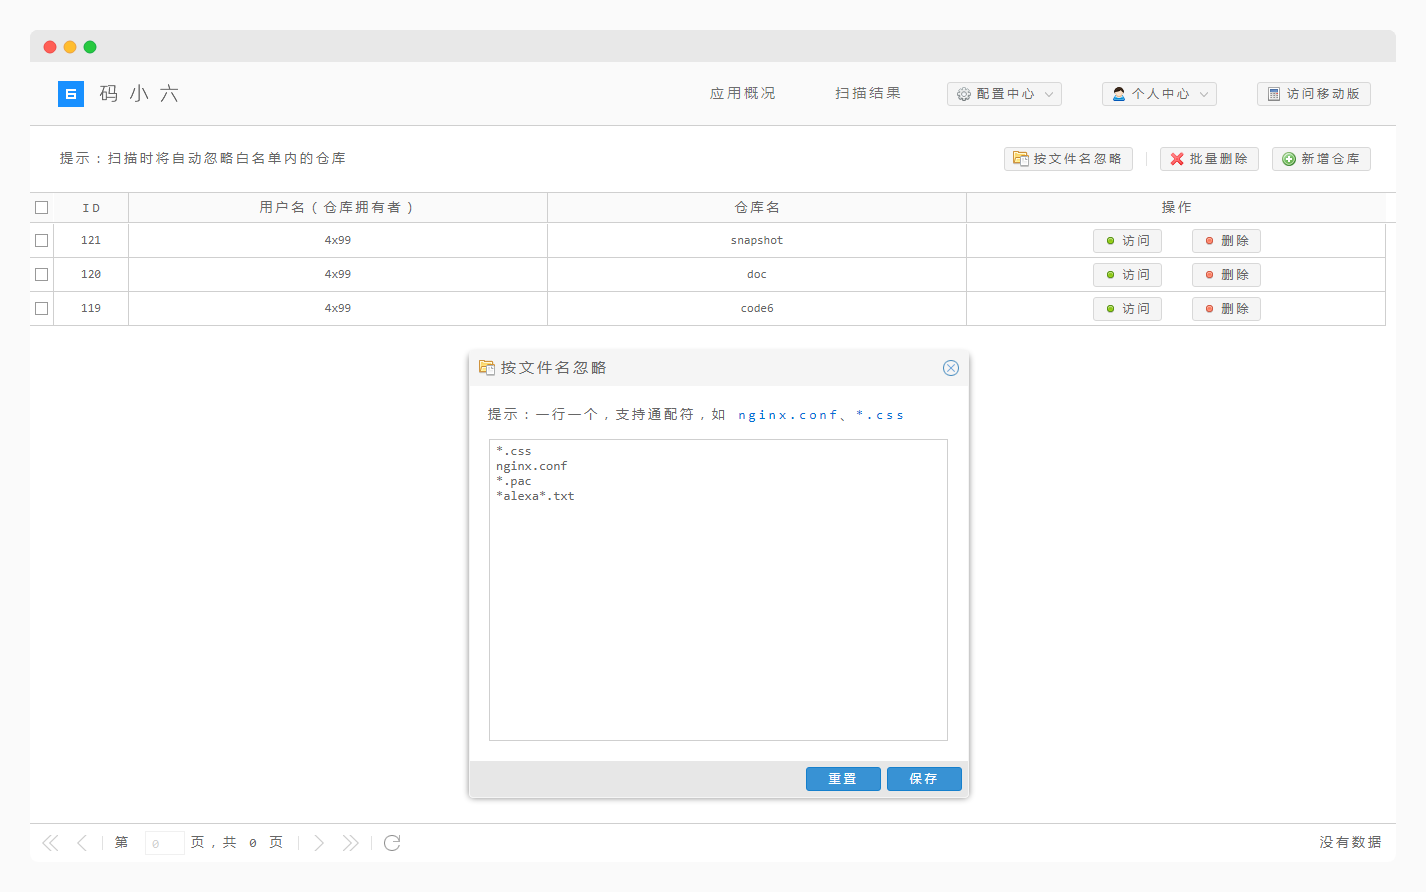 6 码小六 应用概况 扫描结果 配置中心 个人中心 访问移动版
提示：扫描时将自动忽略白名单内的仓库 按文件名忽略 批量删除 新增仓库
ID 用户名（仓库拥有者） 仓库名 操作
121 4x99 snapshot 访问 删除
120 4x99 doc 访问 删除
119 4x99 code6 访问 删除
按文件名忽略
提示：一行一个，支持通配符，如 nginx.conf、*.css
*.css
nginx.conf
*.pac
*alexa*.txt
重置 保存
第 0 页，共 0 页 没有数据